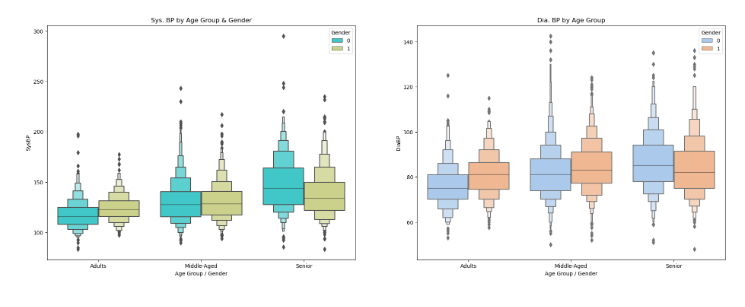 Sys. BP by Age Group & Gender
Gender
0
1
300
250
200
150
100
SysBP
Adults
Middle-Aged
Senior
Age Group / Gender
Dia. BP by Age Group
Gender
0
1
140
120
100
80
60
DiaBP
Adults
Middle-Aged
Senior
Age Group / Gender